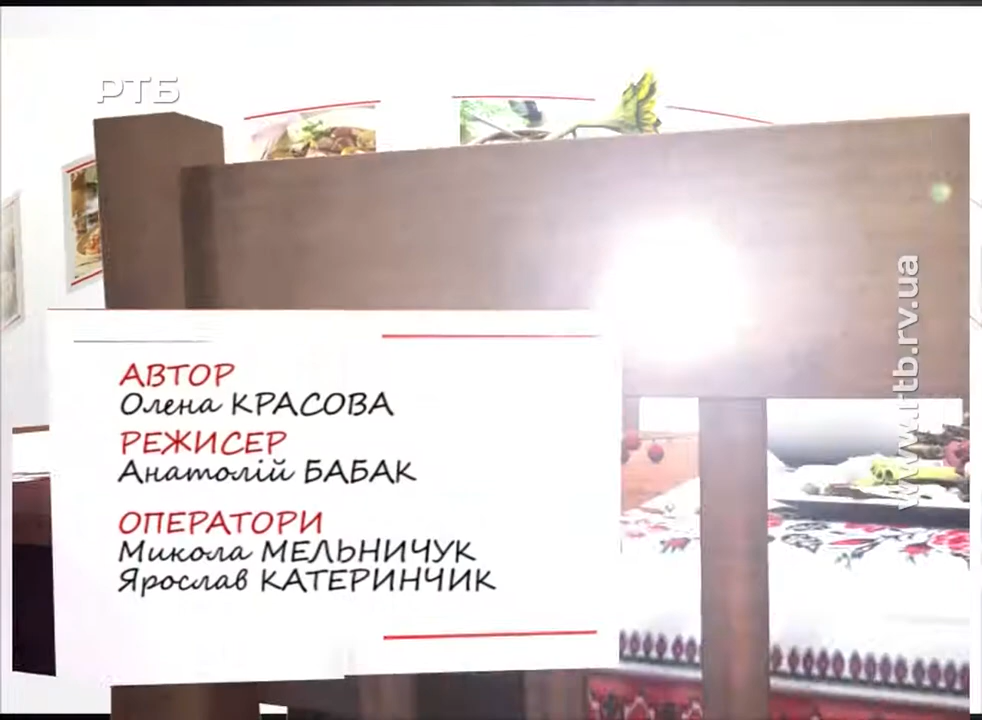 РТБ
www.rtb.rv.ua
АВТОР
Олена КРАСОВА
РЕЖИСЕР
Анатолій БАБАК
ОПЕРАТОРИ
Микола МЕЛЬНИЧУК
Ярослав КАТЕРИНЧИК